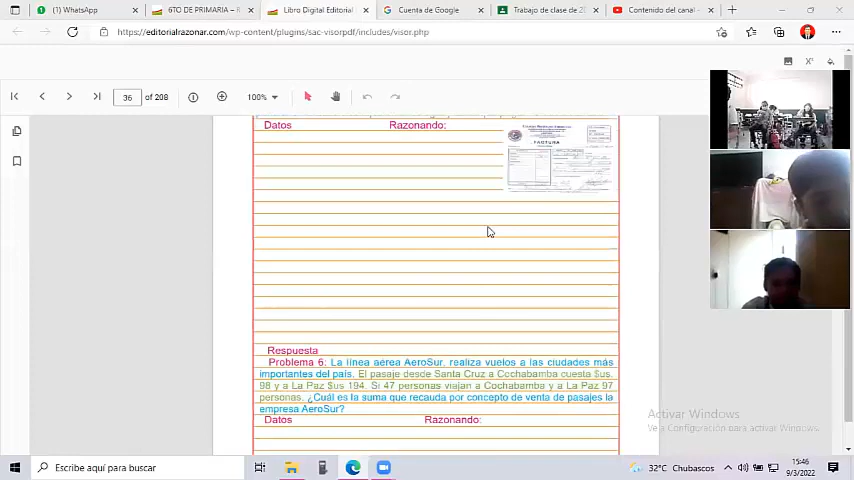 (1) WhatsApp
6TO DE PRIMARIA – R
Libro Digital Editorial
Cuenta de Google
Trabajo de clase de 2D
Contenido del canal -
https://editorialrazonar.com/wp-content/plugins/sac-visorpdf/includes/visor.php
36 of 208
100%
Datos Razonando:
FACTURA
Respuesta
Problema 6: La línea aérea AeroSur, realiza vuelos a las ciudades más
importantes del país. El pasaje desde Santa Cruz a Cochabamba cuesta $us.
98 y a La Paz $us 194. Si 47 personas viajan a Cochabamba y a La Paz 97
personas. ¿Cuál es la suma que recauda por concepto de venta de pasajes la
empresa AeroSur?
Datos Razonando:
Activar Windows
Ve a Configuración para activar Windows.
Escribe aquí para buscar
32°C Chubascos
15:46
9/3/2022